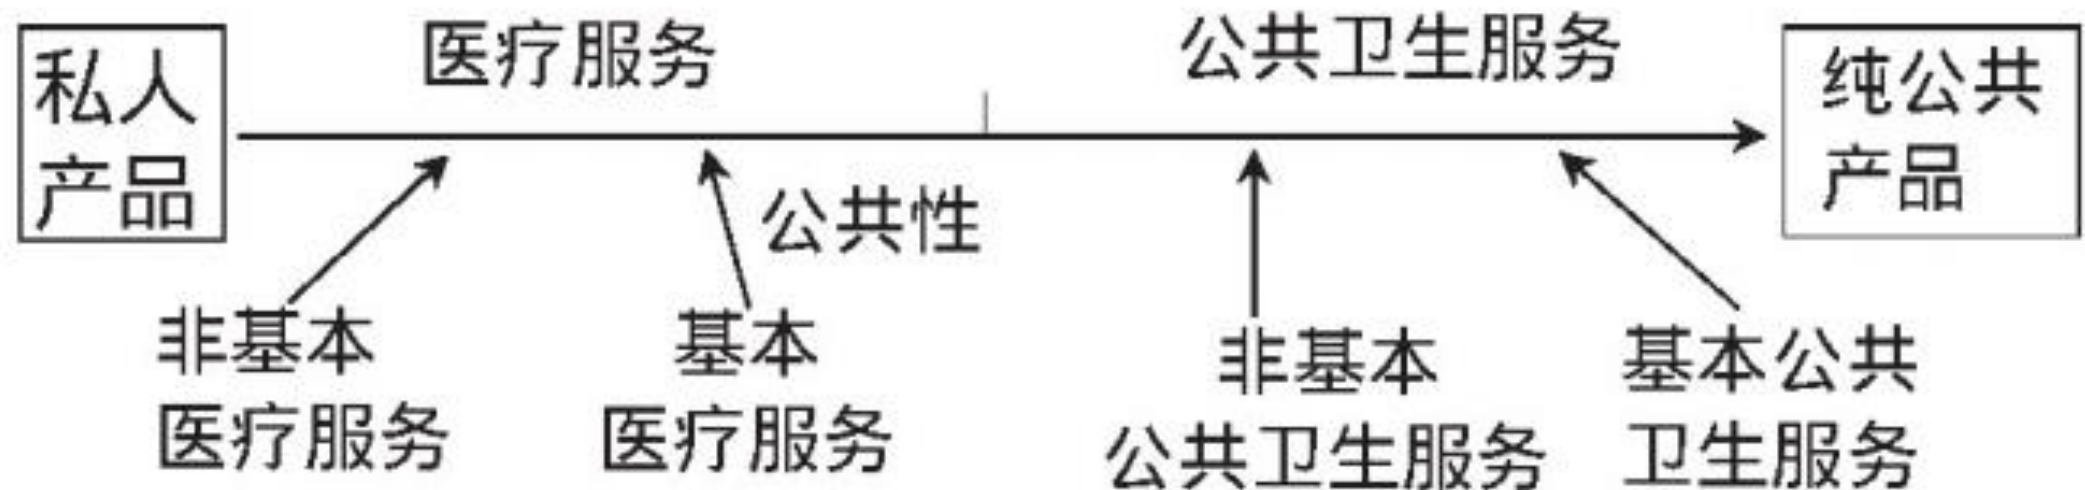 私人
产品
医疗服务
公共卫生服务
纯公共
产品
公共性
非基本
医疗服务
基本
医疗服务
非基本
公共卫生服务
基本公共
卫生服务